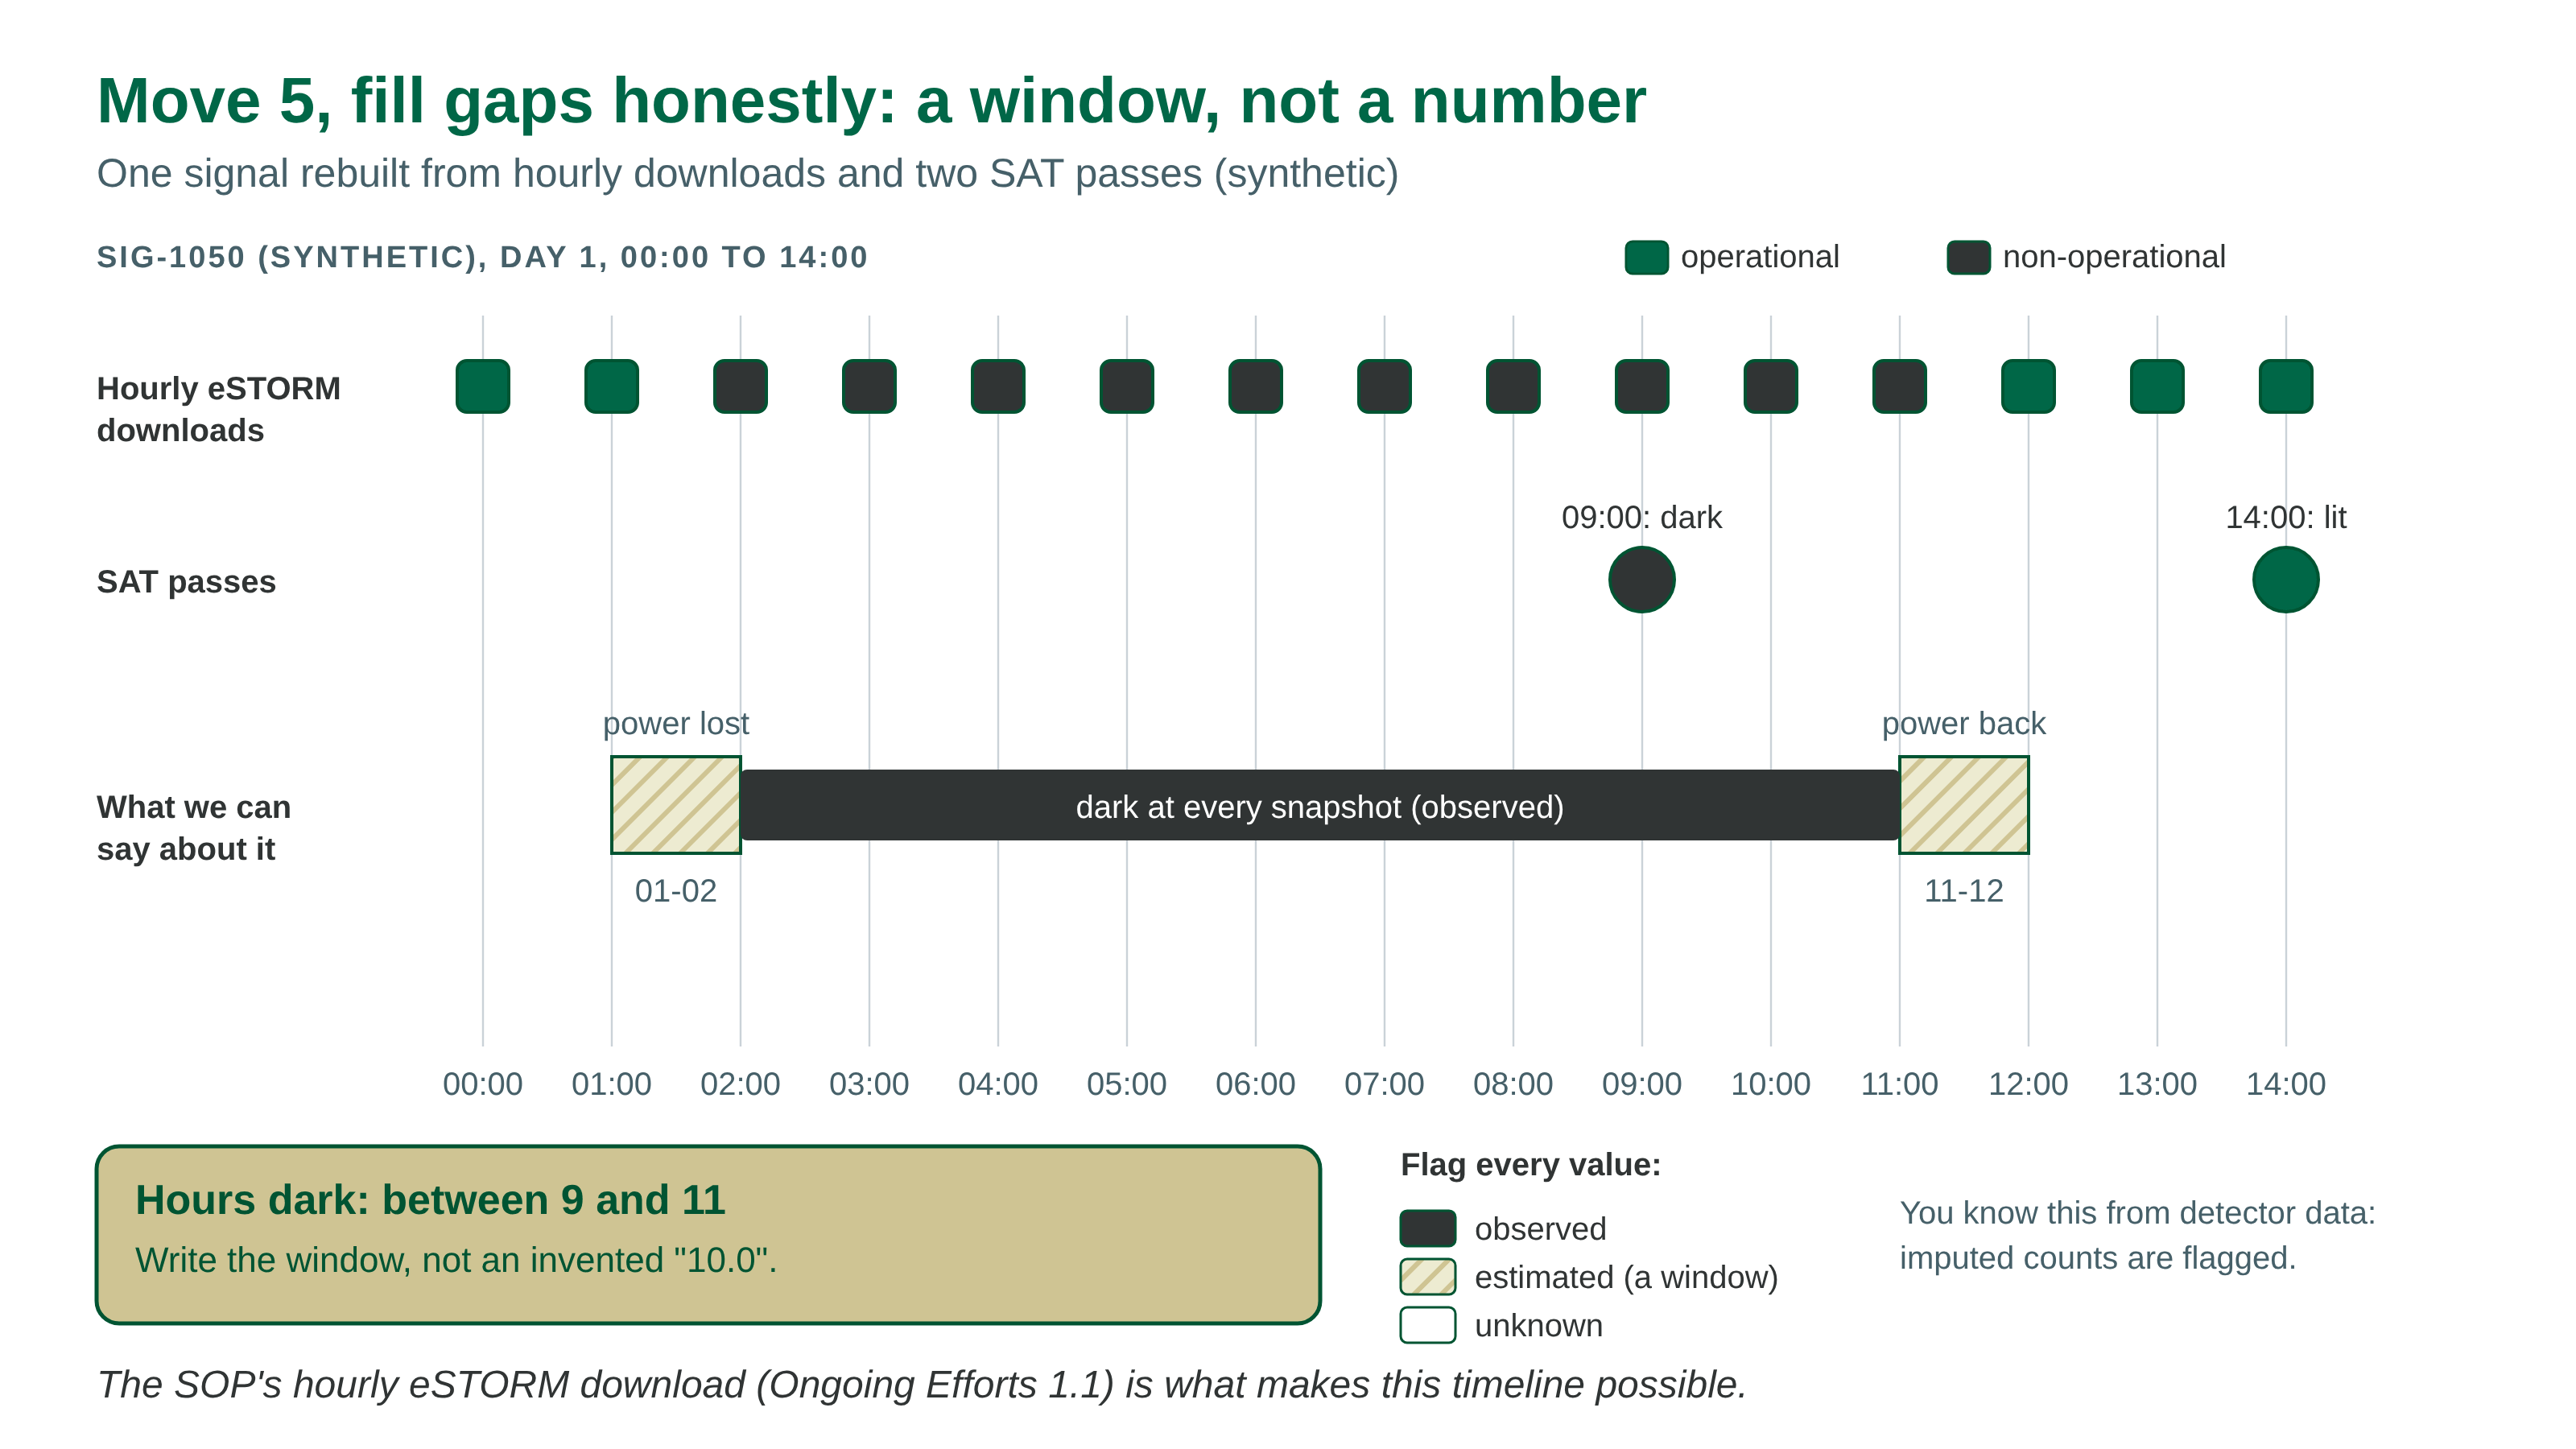 Move 5, fill gaps honestly: a window, not a number
One signal rebuilt from hourly downloads and two SAT passes (synthetic)
SIG-1050 (SYNTHETIC), DAY 1, 00:00 TO 14:00
operational
non-operational
Hourly eSTORM
downloads
09:00: dark
14:00: lit
SAT passes
power lost
power back
What we can
say about it
dark at every snapshot (observed)
01-02
11-12
00:00 01:00 02:00 03:00 04:00 05:00 06:00 07:00 08:00 09:00 10:00 11:00 12:00 13:00 14:00
Hours dark: between 9 and 11
Write the window, not an invented "10.0".
Flag every value:
observed
estimated (a window)
unknown
You know this from detector data:
imputed counts are flagged.
The SOP's hourly eSTORM download (Ongoing Efforts 1.1) is what makes this timeline possible.